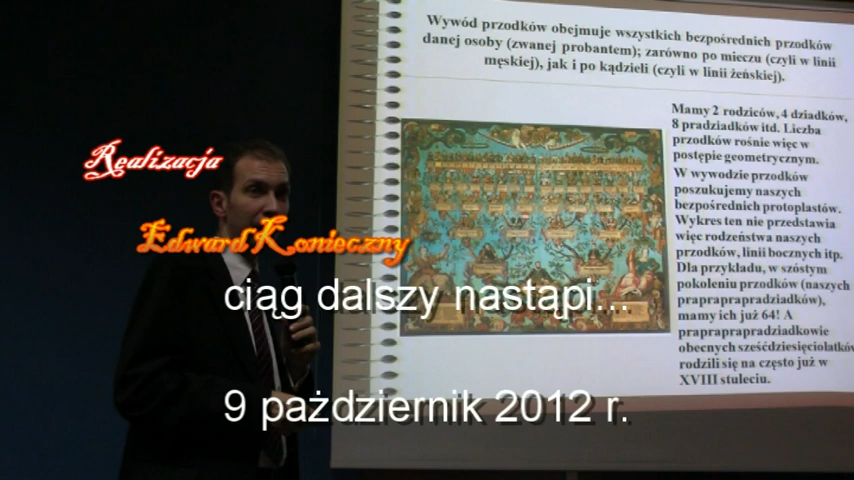 Wywód przodków obejmuje wszystkich bezpośrednich przodków
danej osoby (zwanej probantem); zarówno po mieczu (czyli w linii
męskiej), jak i po kądzieli (czyli w linii żeńskiej).
Mamy 2 rodziców, 4 dziadków,
8 pradziadków itd. Liczba
przodków rośnie więc w
postępie geometrycznym.
W wywodzie przodków
poszukujemy naszych
bezpośrednich protoplastów.
Wykres ten nie przedstawia
więc rodzeństwa naszych
przodków, linii bocznych itp.
Dla przykładu, w szóstym
pokoleniu przodków (naszych
prapraprapradziadków),
mamy ich już 64! A
praprapraprapradziadkowie
obecnych sześćdziesięciolatków
rodzili się na często już w
XVIII stuleciu.
Realizacja
Edward Konieczny
ciąg dalszy nastąpi...
9 październik 2012 r.